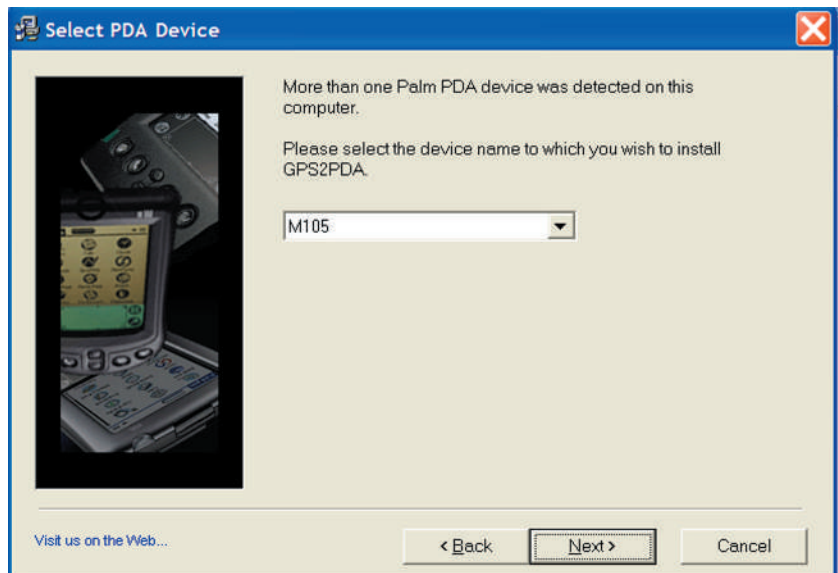 Select PDA Device
More than one Palm PDA device was detected on this
computer.
Please select the device name to which you wish to install
GPS2PDA.
M105
Visit us on the Web...
< Back
Next >
Cancel